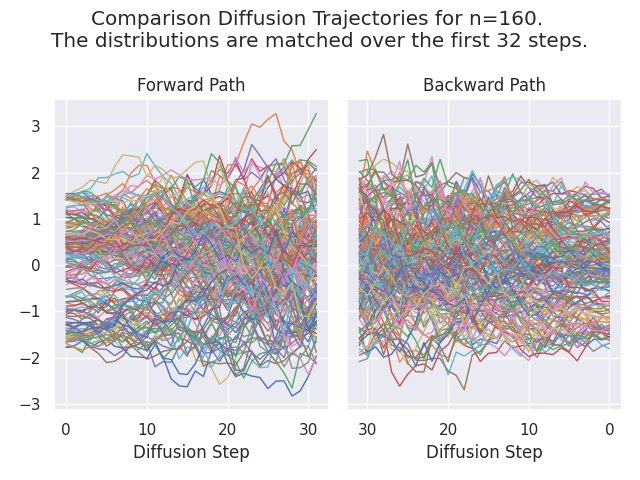 Comparison Diffusion Trajectories for n=160.
The distributions are matched over the first 32 steps.
Forward Path
Backward Path
3
2
1
0
−1
−2
−3
0
10
20
30
30
20
10
0
Diffusion Step
Diffusion Step